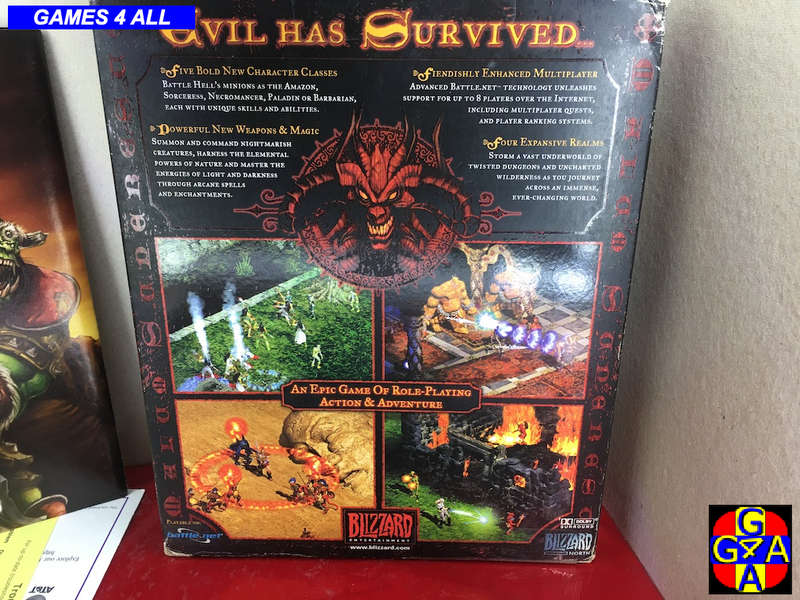 GAMES 4 ALL
Evil has Survived...
Five Bold New Character Classes
Battle Hell's minions as the Amazon,
Sorceress, Necromancer, Paladin or Barbarian,
each with unique skills and abilities.
Powerful New Weapons & Magic
Summon and command nightmarish
creatures, harness the elemental
powers of nature and master the
energies of light and darkness
through arcane spells
and enchantments.
Fiendishly Enhanced Multiplayer
Advanced Battle.net™ technology unleashes
support for up to 8 players over the Internet,
including multiplayer quests,
and player ranking systems.
Four Expansive Realms
Storm a vast underworld of
twisted dungeons and uncharted
wilderness as you journey
across an immense,
ever-changing world.
An Epic Game Of Role-Playing
Action & Adventure
Playable on
battle.net
BLIZZARD
ENTERTAINMENT
www.blizzard.com
DOLBY
SURROUND
BLIZZARD
NORTH
Explore our
AT&T
G
G4A
A